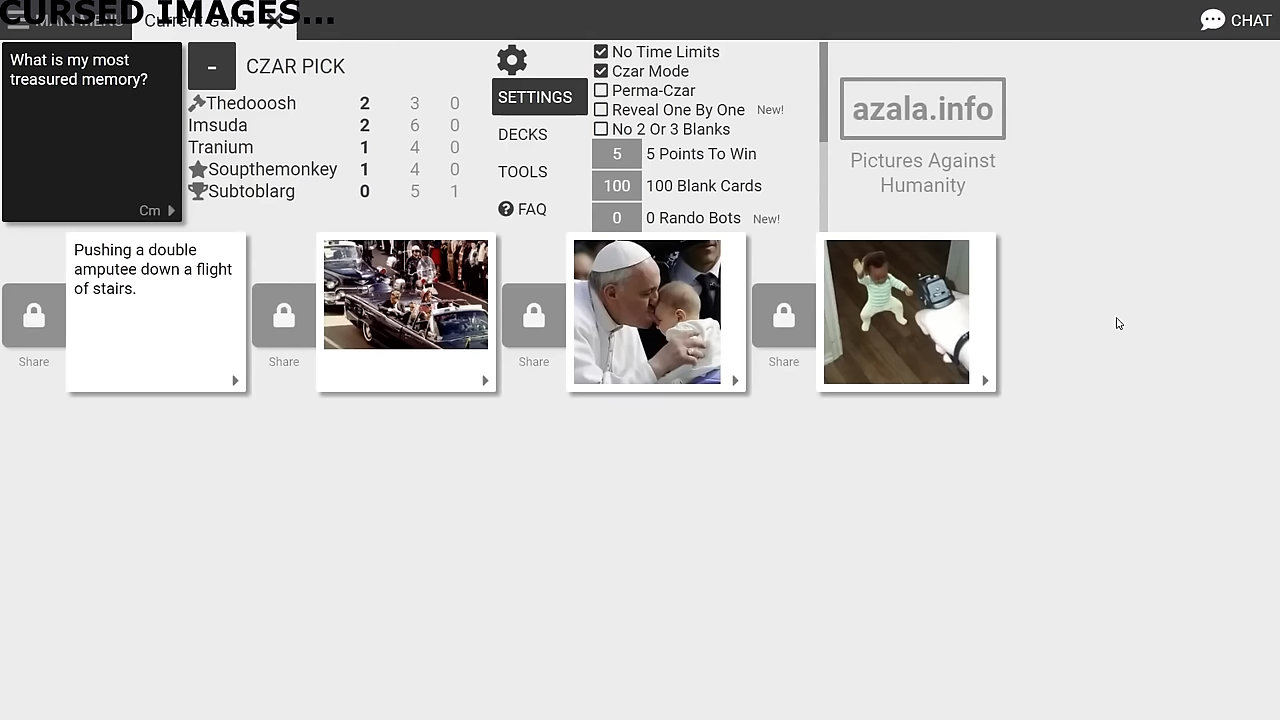 CURSED IMAGES...
MAIN MENU
Current Game
CHAT
What is my most
treasured memory?
Cm
-
CZAR PICK
Thedooosh 2 3 0
Imsuda 2 6 0
Tranium 1 4 0
Soupthemonkey 1 4 0
Subtoblarg 0 5 1
SETTINGS
DECKS
TOOLS
FAQ
No Time Limits
Czar Mode
Perma-Czar
Reveal One By One New!
No 2 Or 3 Blanks
5 5 Points To Win
100 100 Blank Cards
0 0 Rando Bots New!
azala.info
Pictures Against
Humanity
Share
Pushing a double
amputee down a flight
of stairs.
Share
Share
Share